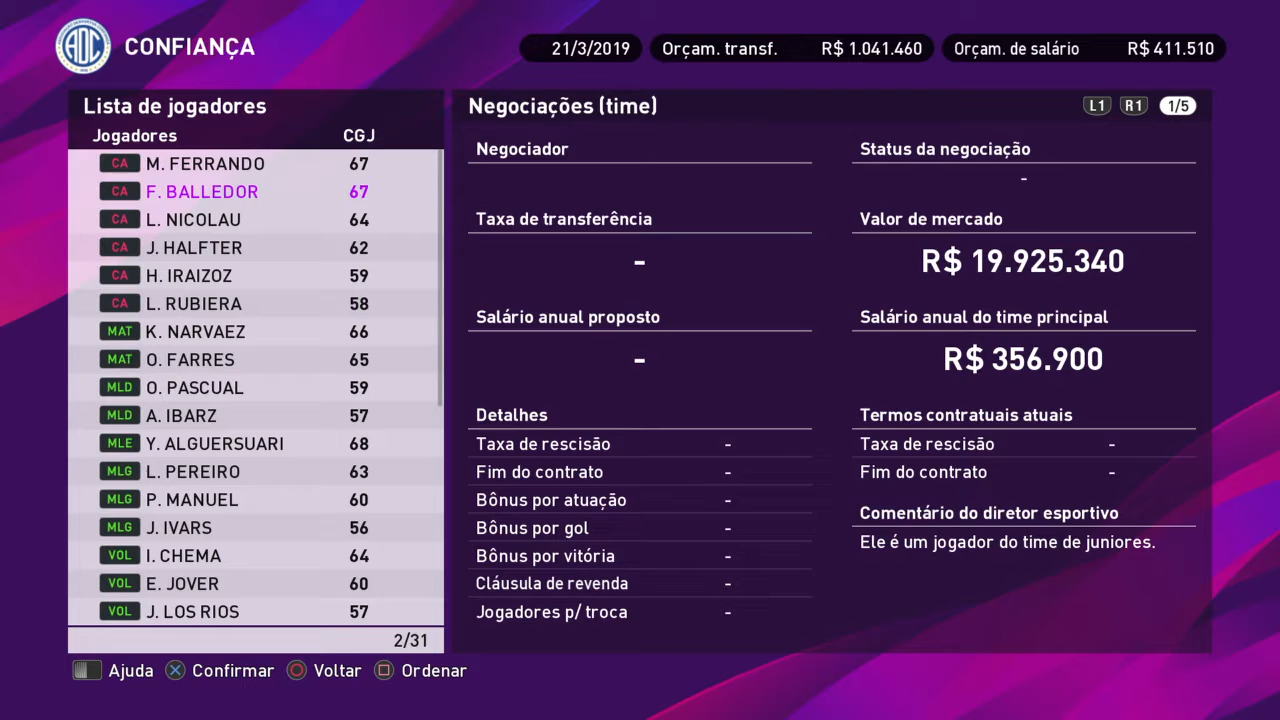 ADC
CONFIANÇA
21/3/2019
Orçam. transf. R$ 1.041.460
Orçam. de salário R$ 411.510
Lista de jogadores
Jogadores CGJ
CA M. FERRANDO 67
CA F. BALLEDOR 67
CA L. NICOLAU 64
CA J. HALFTER 62
CA H. IRAIZOZ 59
CA L. RUBIERA 58
MAT K. NARVAEZ 66
MAT O. FARRES 65
MLD O. PASCUAL 59
MLD A. IBARZ 57
MLE Y. ALGUERSUARI 68
MLG L. PEREIRO 63
MLG P. MANUEL 60
MLG J. IVARS 56
VOL I. CHEMA 64
VOL E. JOVER 60
VOL J. LOS RIOS 57
2/31
Negociações (time) L1 R1 1/5
Negociador
Status da negociação
-
Taxa de transferência
-
Valor de mercado
R$ 19.925.340
Salário anual proposto
-
Salário anual do time principal
R$ 356.900
Detalhes
Taxa de rescisão -
Fim do contrato -
Bônus por atuação -
Bônus por gol -
Bônus por vitória -
Cláusula de revenda -
Jogadores p/ troca -
Termos contratuais atuais
Taxa de rescisão -
Fim do contrato -
Comentário do diretor esportivo
Ele é um jogador do time de juniores.
Ajuda Confirmar Voltar Ordenar